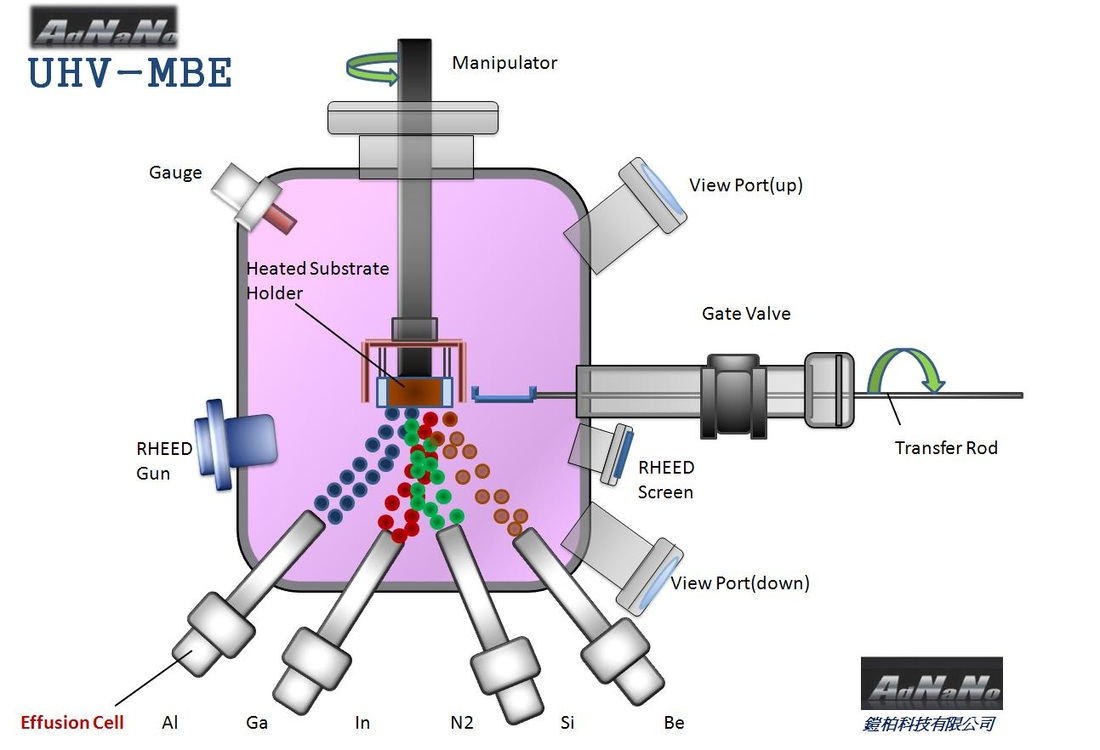 AdNaNo
UHV-MBE
Manipulator
Gauge
View Port(up)
Heated Substrate
Holder
Gate Valve
Transfer Rod
RHEED
Gun
RHEED
Screen
View Port(down)
Effusion Cell
Al
Ga
In
N2
Si
Be
AdNaNo
鎧柏科技有限公司